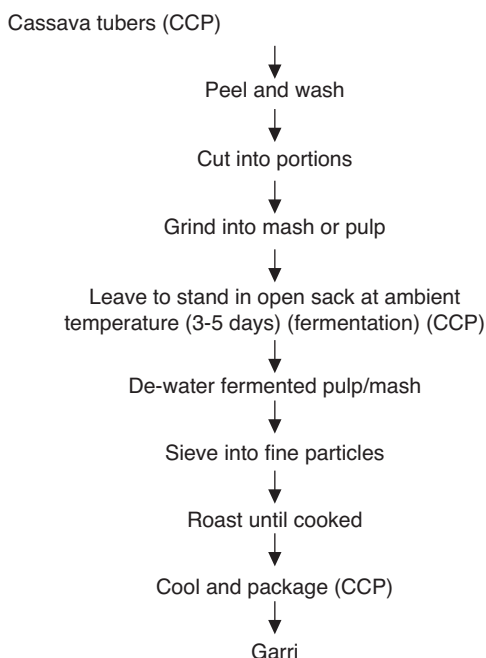 Cassava tubers (CCP)
Peel and wash
Cut into portions
Grind into mash or pulp
Leave to stand in open sack at ambient
temperature (3-5 days) (fermentation) (CCP)
De-water fermented pulp/mash
Sieve into fine particles
Roast until cooked
Cool and package (CCP)
Garri